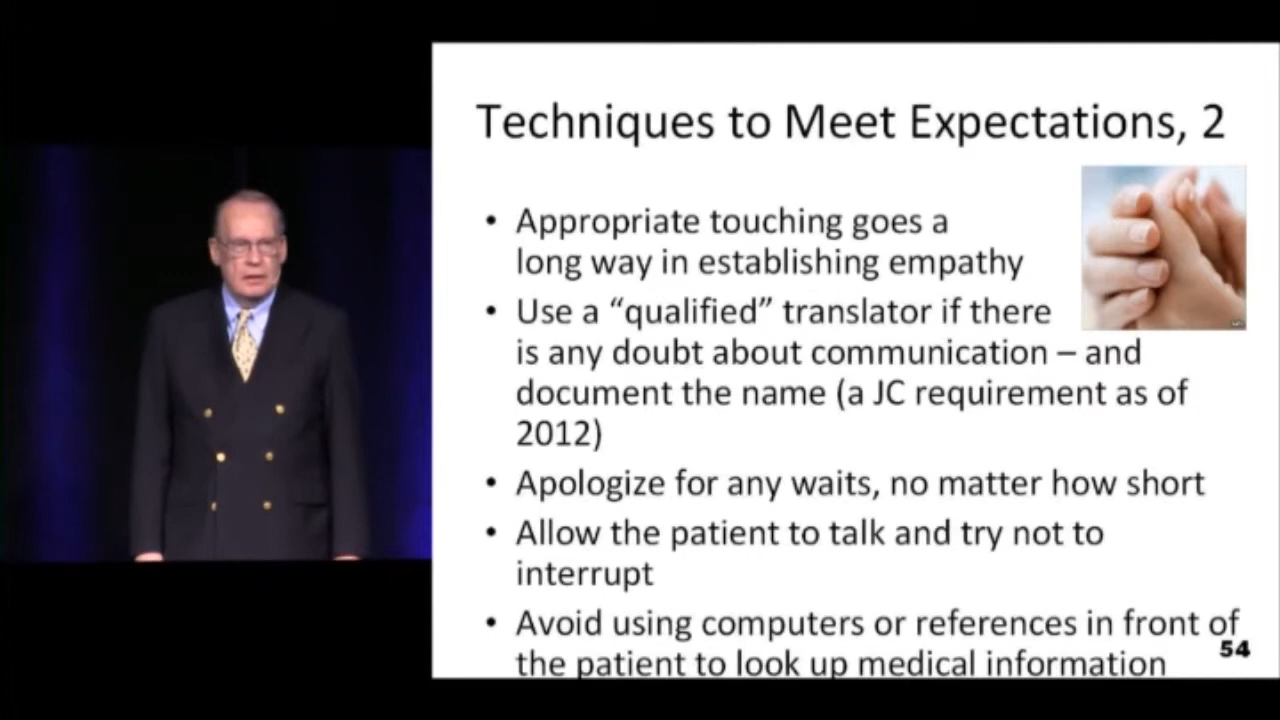 Techniques to Meet Expectations, 2
• Appropriate touching goes a
long way in establishing empathy
• Use a “qualified” translator if there
is any doubt about communication – and
document the name (a JC requirement as of
2012)
• Apologize for any waits, no matter how short
• Allow the patient to talk and try not to
interrupt
• Avoid using computers or references in front of
the patient to look up medical information
54